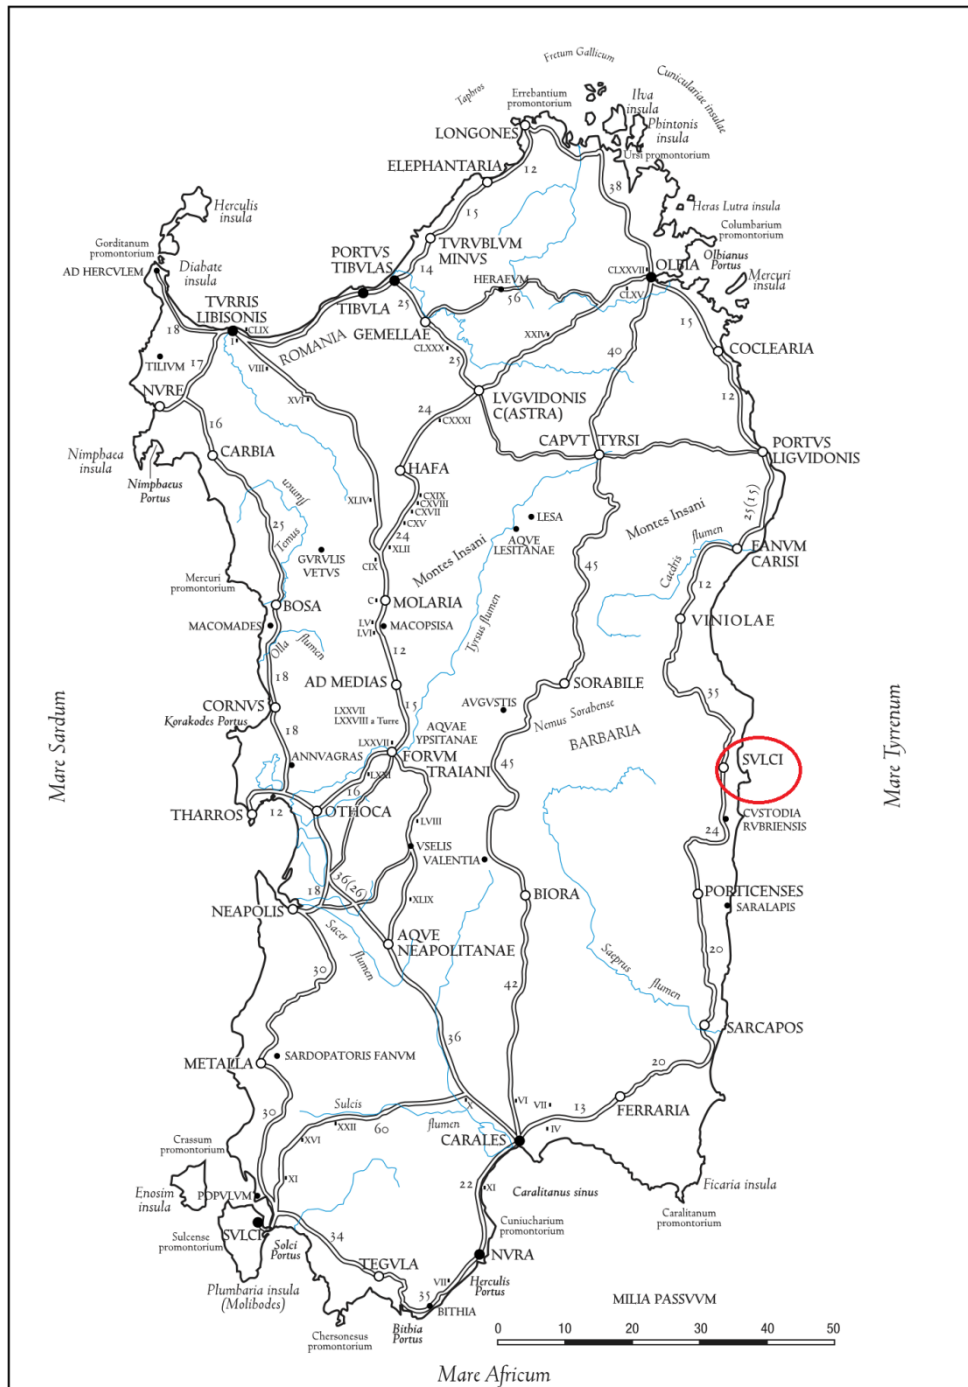 Fretum Gallicum
Cuniculariae insulae
Taphros
Errebantium
promontorium
Ilva
insula
Phintonis
insula
LONGONES
Ursi promontorium
ELEPHANTARIA
12
38
Herculis
insula
15
Heras Lutra insula
Columbarium
promontorium
Gorditanum
promontorium
AD HERCVLEM
Diabate
insula
PORTVS
TIBVLAS
TVRVBLVM
MINVS
14
HERAEVM
56
CLXXVII
OLBIA
Olbianus
Portus
Mercuri
insula
CLXV
TVRRIS
LIBISONIS
TIBVLA
25
18
CLIX
I
ROMANIA
GEMELLAE
XXIV
15
17
TILIVM
VIII
CLXXX
25
40
COCLEARIA
NVRE
XVI
LVGVIDONIS
C(ASTRA)
12
16
24
CXXXI
CAPVT TYRSI
PORTVS
LIGVIDONIS
Nimphaea
insula
CARBIA
HAFA
Nimphaeus
Portus
flumen
Temus
25
XLIV
CXIX
CXVIII
CXVII
CXV
24
XLII
LESA
AQVE
LESITANAE
Montes Insani
Montes Insani
25 (15)
flumen
Caedris
FANVM
CARISI
GVRVLIS
VETVS
CIX
45
12
Mercuri
promontorium
BOSA
C
MOLARIA
MACOMADES
LV
LVI
MACOPSISA
Tyrsus flumen
VINIOLAE
Olla
flumen
12
18
AD MEDIAS
SORABILE
35
CORNVS
Korakodes Portus
LXXVII
LXXVIII a Turre
15
AVGVSTIS
Nemus Sorabense
BARBARIA
18
LXXVII
AQVAE
YPSITANAE
Mare Sardum
Mare Tyrrenum
ANNVAGRAS
LXXI
FORVM
TRAIANI
45
SVLCI
16
THARROS
12
OTHOCA
LVIII
CVSTODIA
RVBRIENSIS
24
VSELIS
VALENTIA
36(26)
18
BIORA
PORTICENSES
SARALAPIS
NEAPOLIS
XLIX
Sacer
flumen
AQVE
NEAPOLITANAE
30
Saeprus
flumen
20
42
36
SARCAPOS
METALLA
SARDOPATORIS FANVM
20
30
Sulcis
flumen
X
VI
VII
13
FERRARIA
XXII
60
XVI
CARALES
IV
Crassum
promontorium
XI
22
XI
Caralitanus sinus
Ficaria insula
Enosim
insula
POPVLVM
Cuniucharium
promontorium
Caralitanum
promontorium
Sulcense
promontorium
SVLCI
Solci
Portus
34
NVRA
TEGVLA
VII
Herculis
Portus
Plumbaria insula
(Molibodes)
35
BITHIA
Chersonesus
promontorium
Bithia
Portus
MILIA PASSVVM
0 10 20 30 40 50
Mare Africum